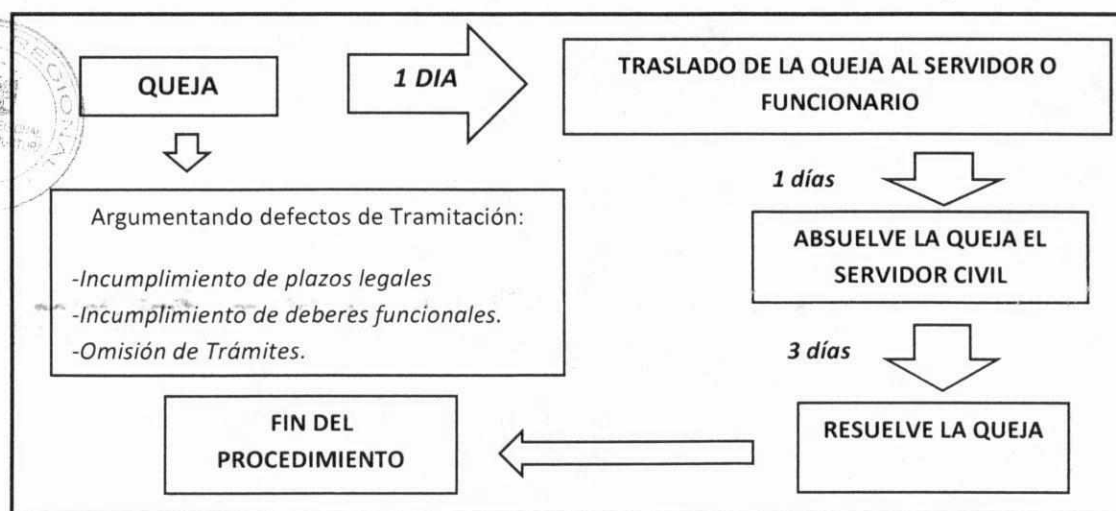 QUEJA
1 DIA
TRASLADO DE LA QUEJA AL SERVIDOR O
FUNCIONARIO
1 días
Argumentando defectos de Tramitación:
-Incumplimiento de plazos legales
-Incumplimiento de deberes funcionales.
-Omisión de Trámites.
ABSUELVE LA QUEJA EL
SERVIDOR CIVIL
3 días
RESUELVE LA QUEJA
FIN DEL
PROCEDIMIENTO
REGIONAL